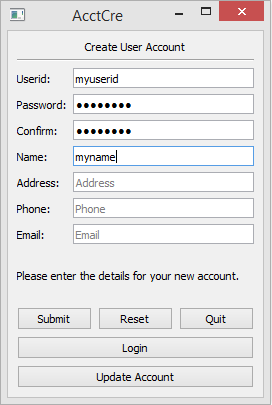 AcctCre
Create User Account
Userid: myuserid
Password: ●●●●●●●●
Confirm: ●●●●●●●●
Name: myname
Address: Address
Phone: Phone
Email: Email
Please enter the details for your new account.
Submit Reset Quit
Login
Update Account